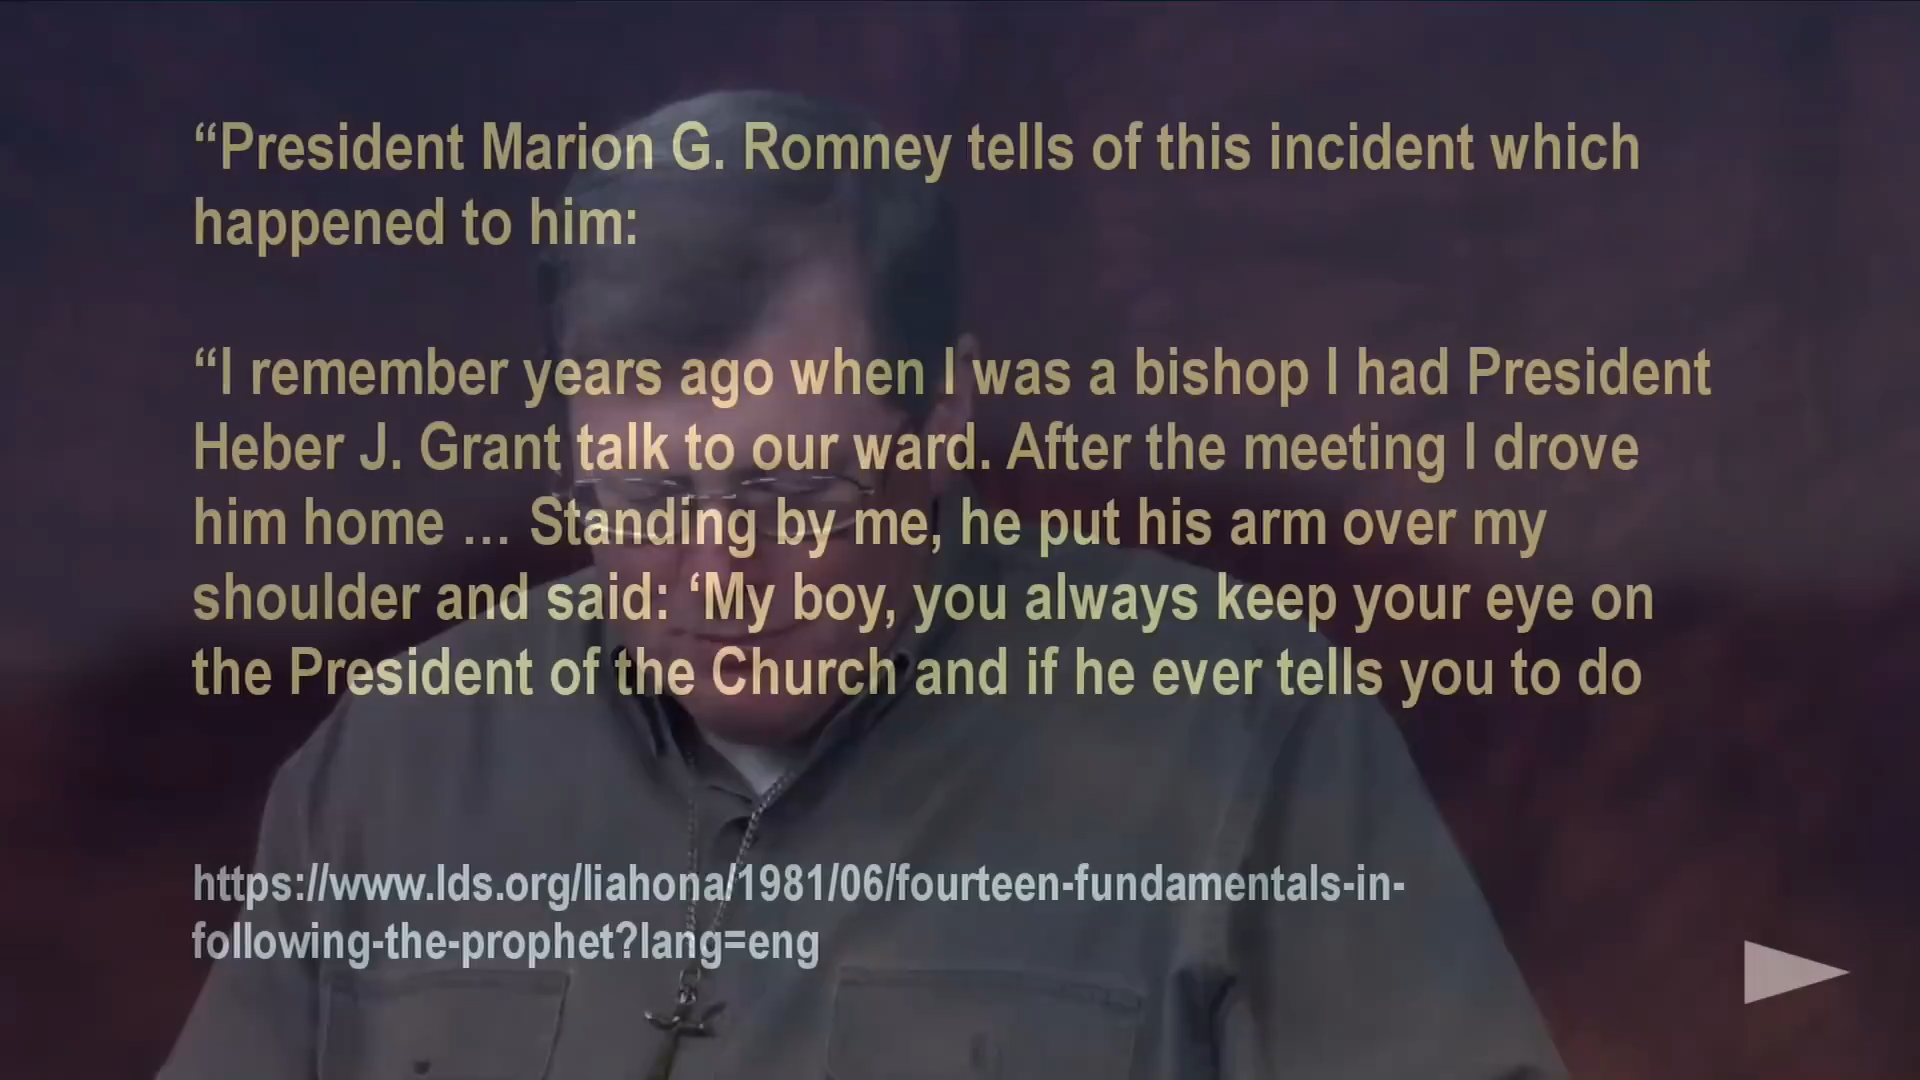 “President Marion G. Romney tells of this incident which
happened to him:
“I remember years ago when I was a bishop I had President
Heber J. Grant talk to our ward. After the meeting I drove
him home … Standing by me, he put his arm over my
shoulder and said: ‘My boy, you always keep your eye on
the President of the Church and if he ever tells you to do
https://www.lds.org/liahona/1981/06/fourteen-fundamentals-in-
following-the-prophet?lang=eng